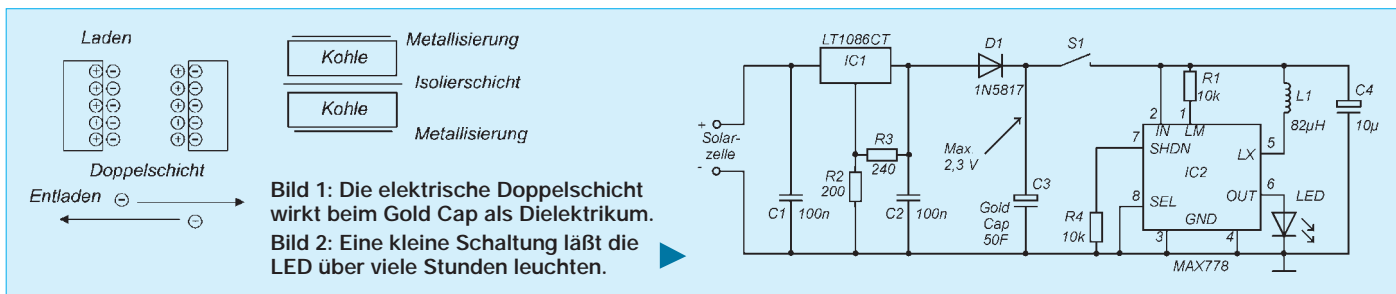 Laden
Doppelschicht
Entladen
Metallisierung
Kohle
Isolierschicht
Kohle
Metallisierung
Bild 1: Die elektrische Doppelschicht
wirkt beim Gold Cap als Dielektrikum.
Bild 2: Eine kleine Schaltung läßt die
LED über viele Stunden leuchten.
+
Solar-
zelle
-
C1
100n
LT1086CT
IC1
R2
200
R3
240
C2
100n
D1
1N5817
Max.
2,3 V
C3
Gold
Cap
50F
S1
R1
10k
2
1
IN
LM
7
SHDN
IC2
LX
5
8
SEL
OUT
6
GND
3
4
MAX778
R4
10k
L1
82µH
C4
10µ
LED